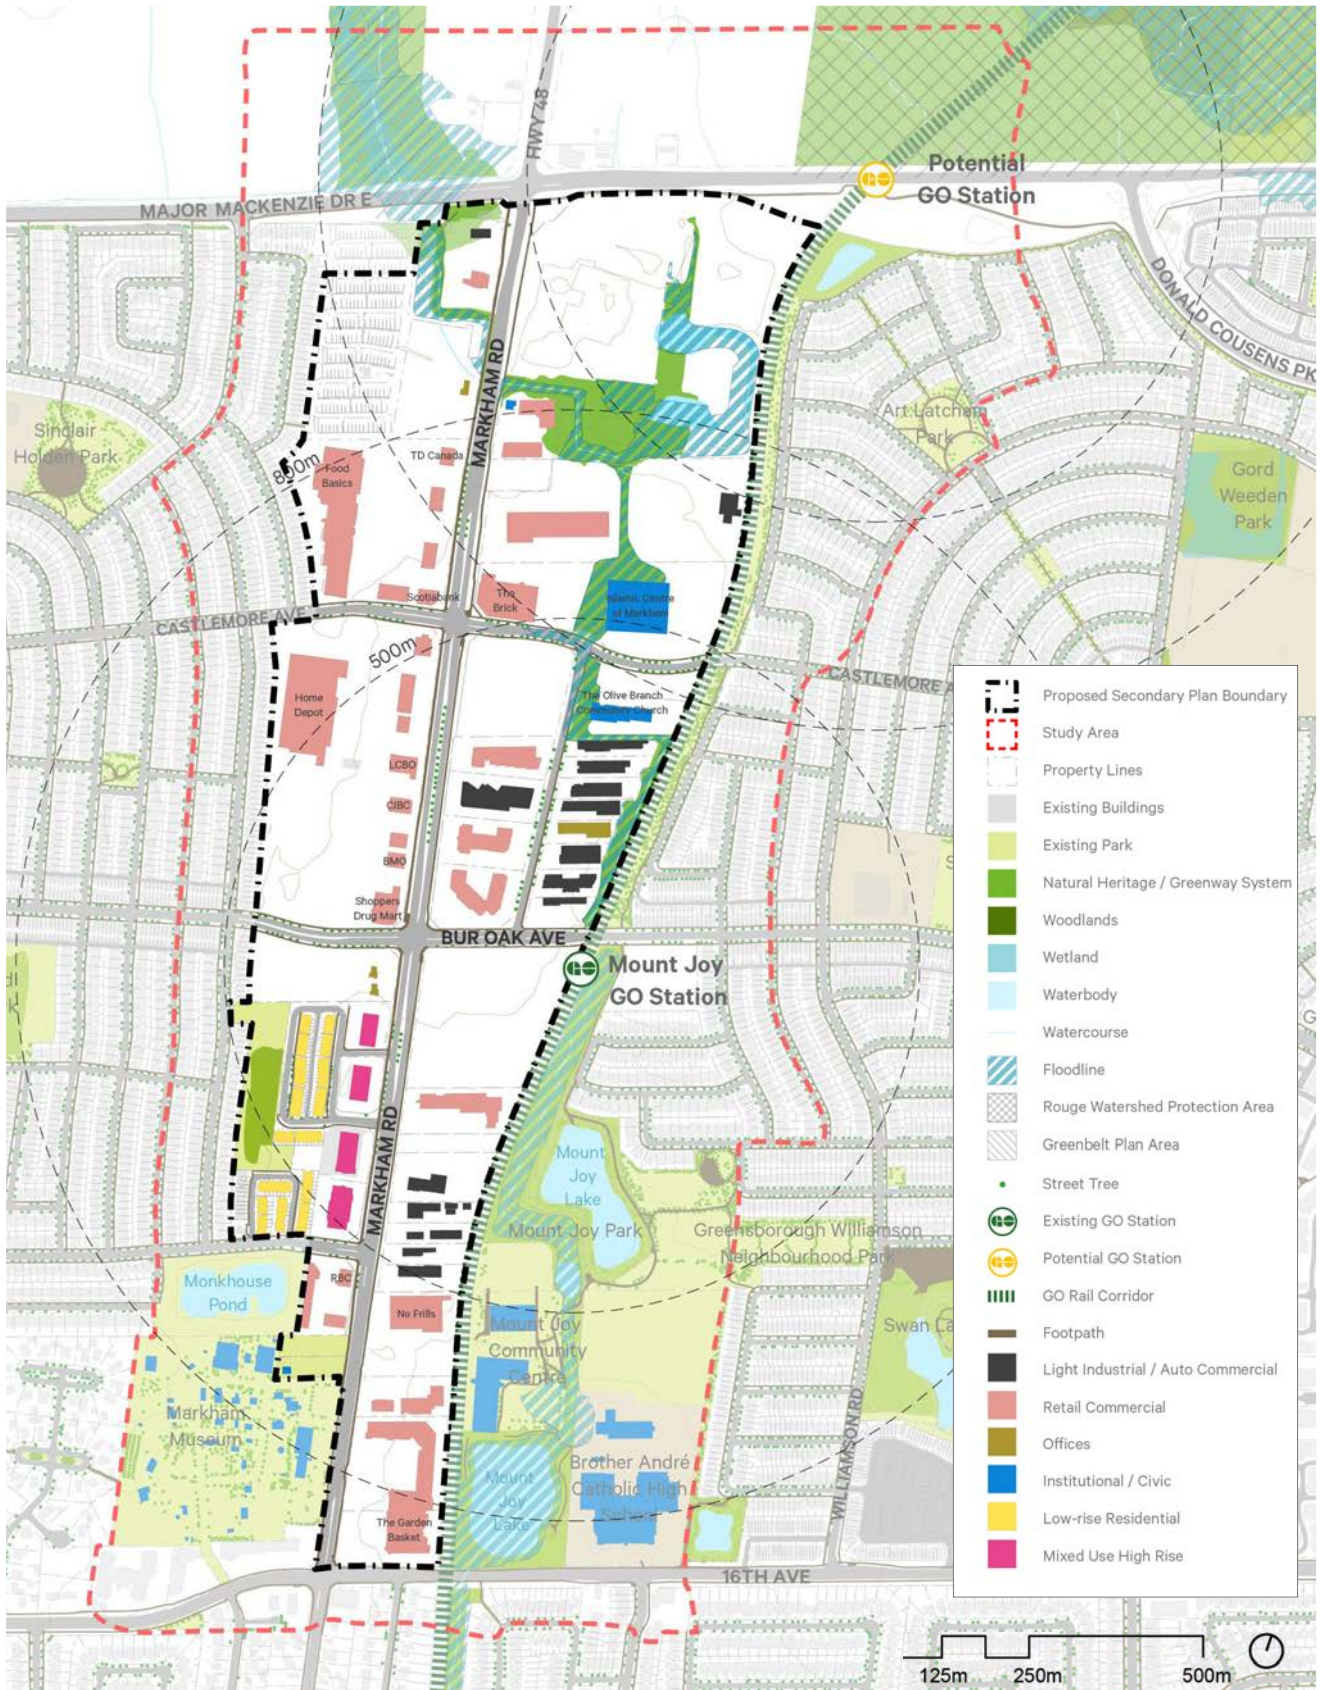 HWY 48
Potential
GO Station
MAJOR MACKENZIE DR E
DONALD COUSENS PK
MARKHAM RD
Art Latcham
Park
Sinclair
Holden Park
800m
Food
Basics
TD Canada
Gord
Weeden
Park
Scotiabank
The
Brick
Islamic Centre
of Markham
CASTLEMORE AVE
500m
CASTLEMORE A
Home
Depot
The Olive Branch
Community Church
LCBO
CIBC
BMO
Shoppers
Drug Mart
BUR OAK AVE
Mount Joy
GO Station
MARKHAM RD
Mount
Joy
Lake
Mount Joy Park
Greensborough Williamson
Neighbourhood Park
Monkhouse
Pond
RBC
No Frills
Mount Joy
Community
Centre
Swan La
Markham
Museum
WILLIAMSON RD
Brother André
Catholic High
School
Mount
Joy
Lake
The Garden
Basket
16TH AVE
Proposed Secondary Plan Boundary
Study Area
Property Lines
Existing Buildings
Existing Park
Natural Heritage / Greenway System
Woodlands
Wetland
Waterbody
Watercourse
Floodline
Rouge Watershed Protection Area
Greenbelt Plan Area
Street Tree
Existing GO Station
Potential GO Station
GO Rail Corridor
Footpath
Light Industrial / Auto Commercial
Retail Commercial
Offices
Institutional / Civic
Low-rise Residential
Mixed Use High Rise
125m
250m
500m